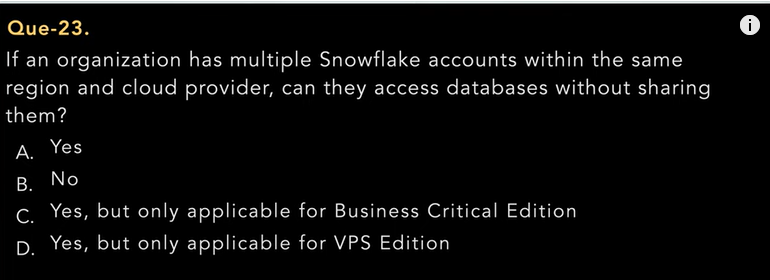 Que-23.
If an organization has multiple Snowflake accounts within the same
region and cloud provider, can they access databases without sharing
them?
A. Yes
B. No
C. Yes, but only applicable for Business Critical Edition
D. Yes, but only applicable for VPS Edition